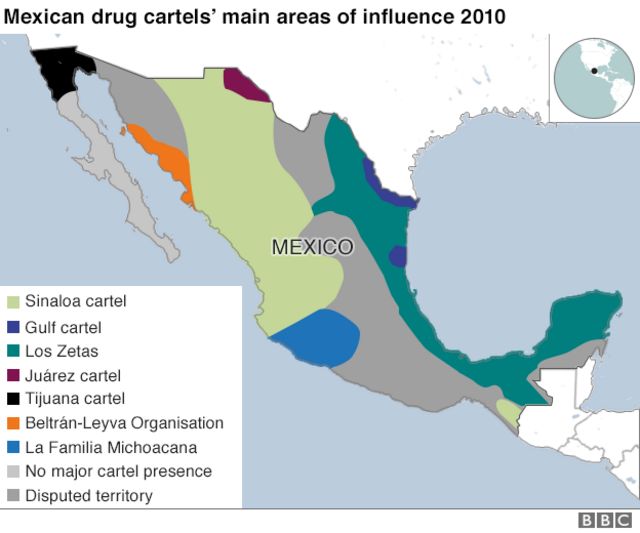 Mexican drug cartels’ main areas of influence 2010
MEXICO
Sinaloa cartel
Gulf cartel
Los Zetas
Juárez cartel
Tijuana cartel
Beltrán-Leyva Organisation
La Familia Michoacana
No major cartel presence
Disputed territory
BBC